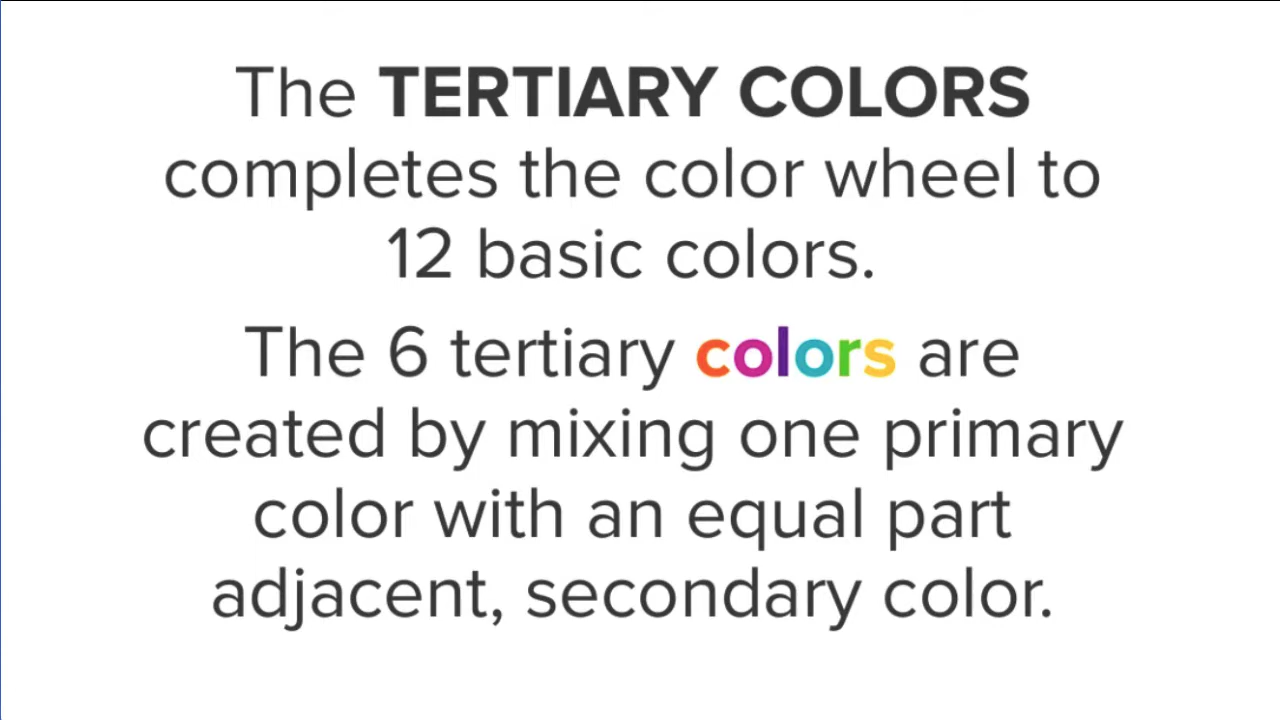 The TERTIARY COLORS
completes the color wheel to
12 basic colors.
The 6 tertiary colors are
created by mixing one primary
color with an equal part
adjacent, secondary color.